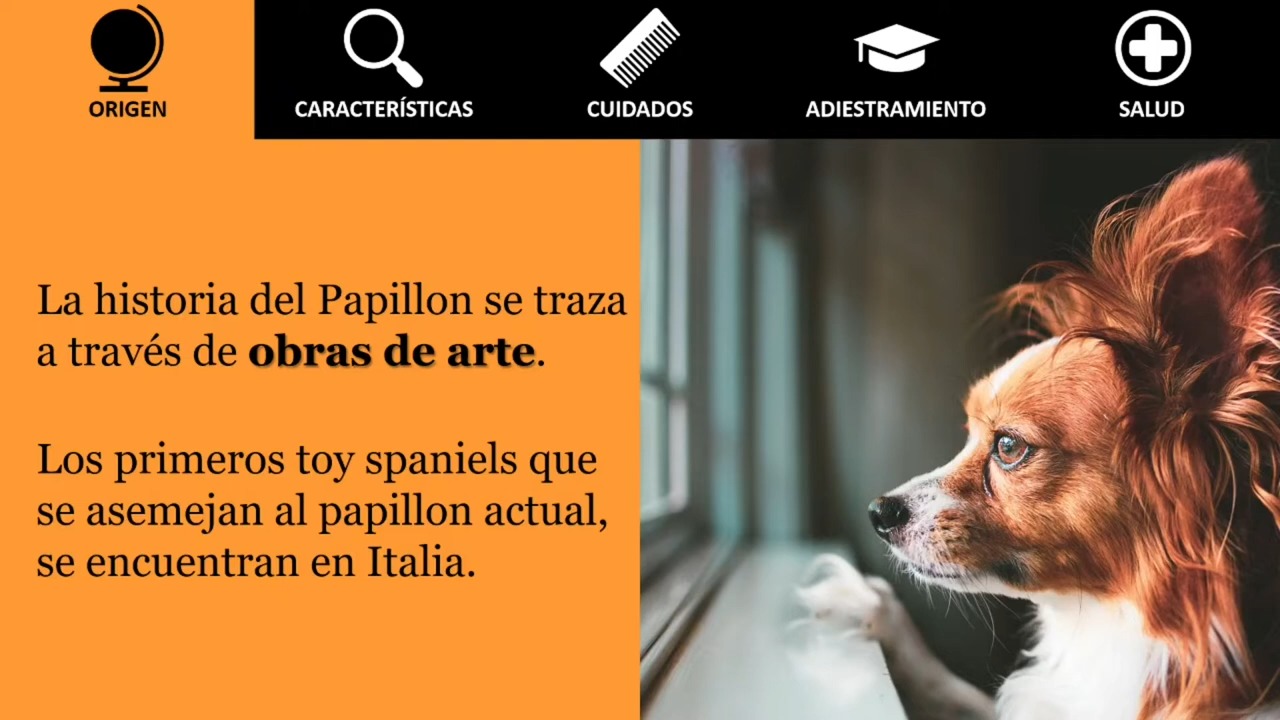 ORIGEN
CARACTERÍSTICAS
CUIDADOS
ADIESTRAMIENTO
SALUD
La historia del Papillon se traza
a través de obras de arte.
Los primeros toy spaniels que
se asemejan al papillon actual,
se encuentran en Italia.